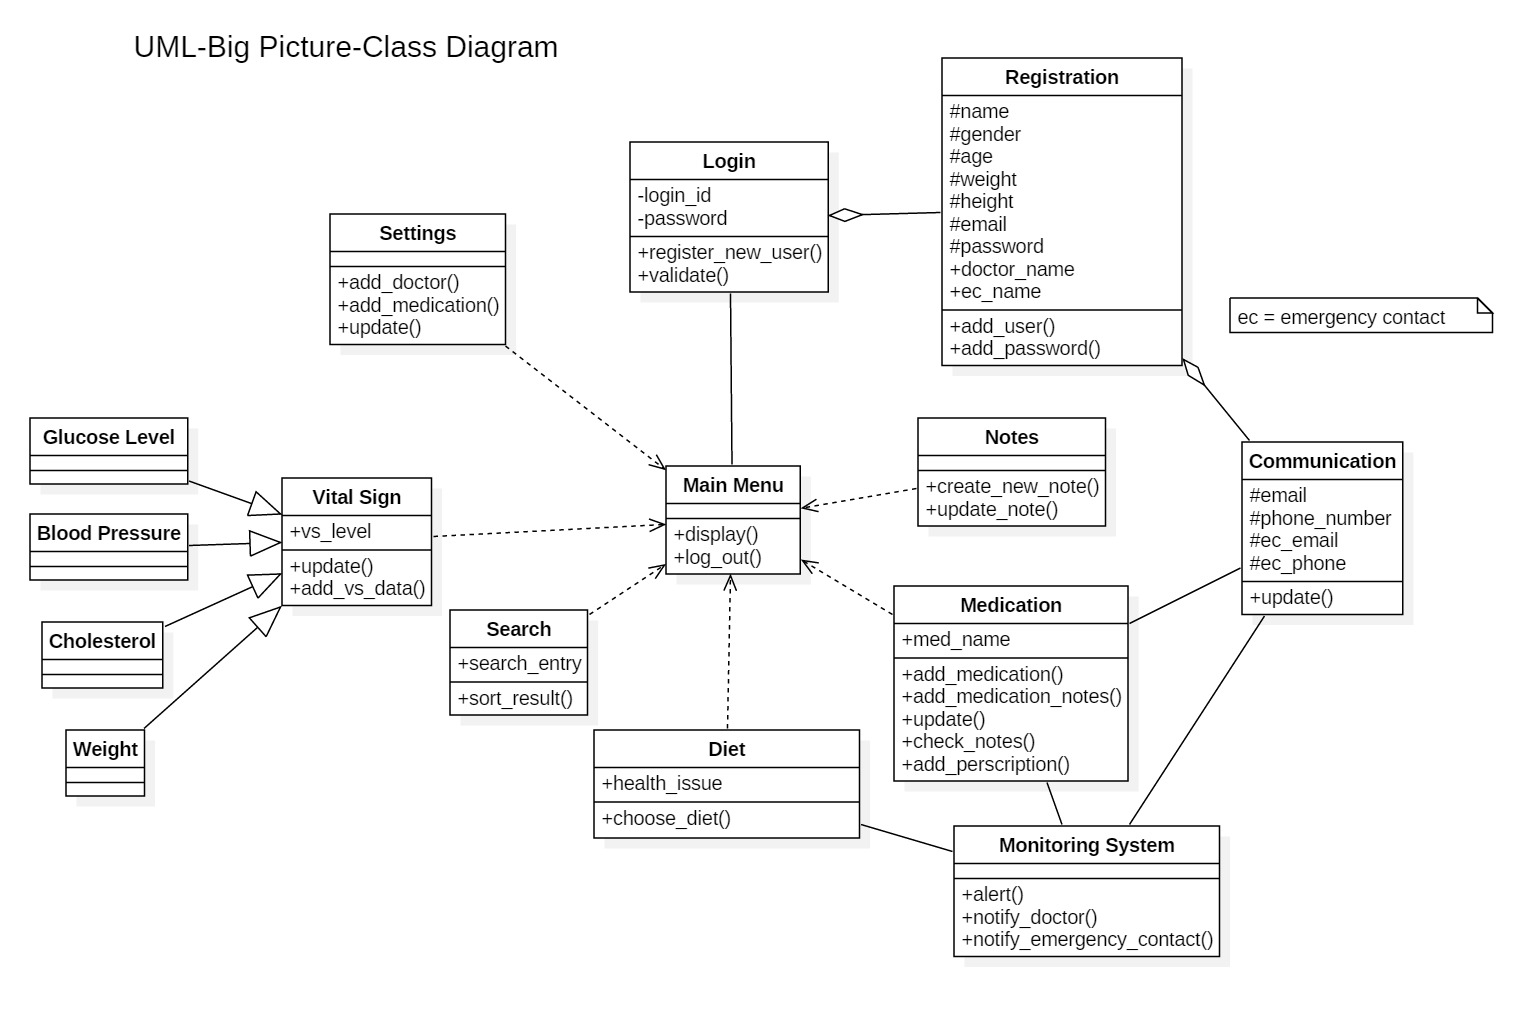 UML-Big Picture-Class Diagram
Registration
#name
#gender
#age
#weight
#height
#email
#password
+doctor_name
+ec_name
+add_user()
+add_password()
Login
-login_id
-password
+register_new_user()
+validate()
Settings
+add_doctor()
+add_medication()
+update()
ec = emergency contact
Glucose Level
Blood Pressure
Cholesterol
Weight
Vital Sign
+vs_level
+update()
+add_vs_data()
Main Menu
+display()
+log_out()
Notes
+create_new_note()
+update_note()
Communication
#email
#phone_number
#ec_email
#ec_phone
+update()
Search
+search_entry
+sort_result()
Medication
+med_name
+add_medication()
+add_medication_notes()
+update()
+check_notes()
+add_perscription()
Diet
+health_issue
+choose_diet()
Monitoring System
+alert()
+notify_doctor()
+notify_emergency_contact()